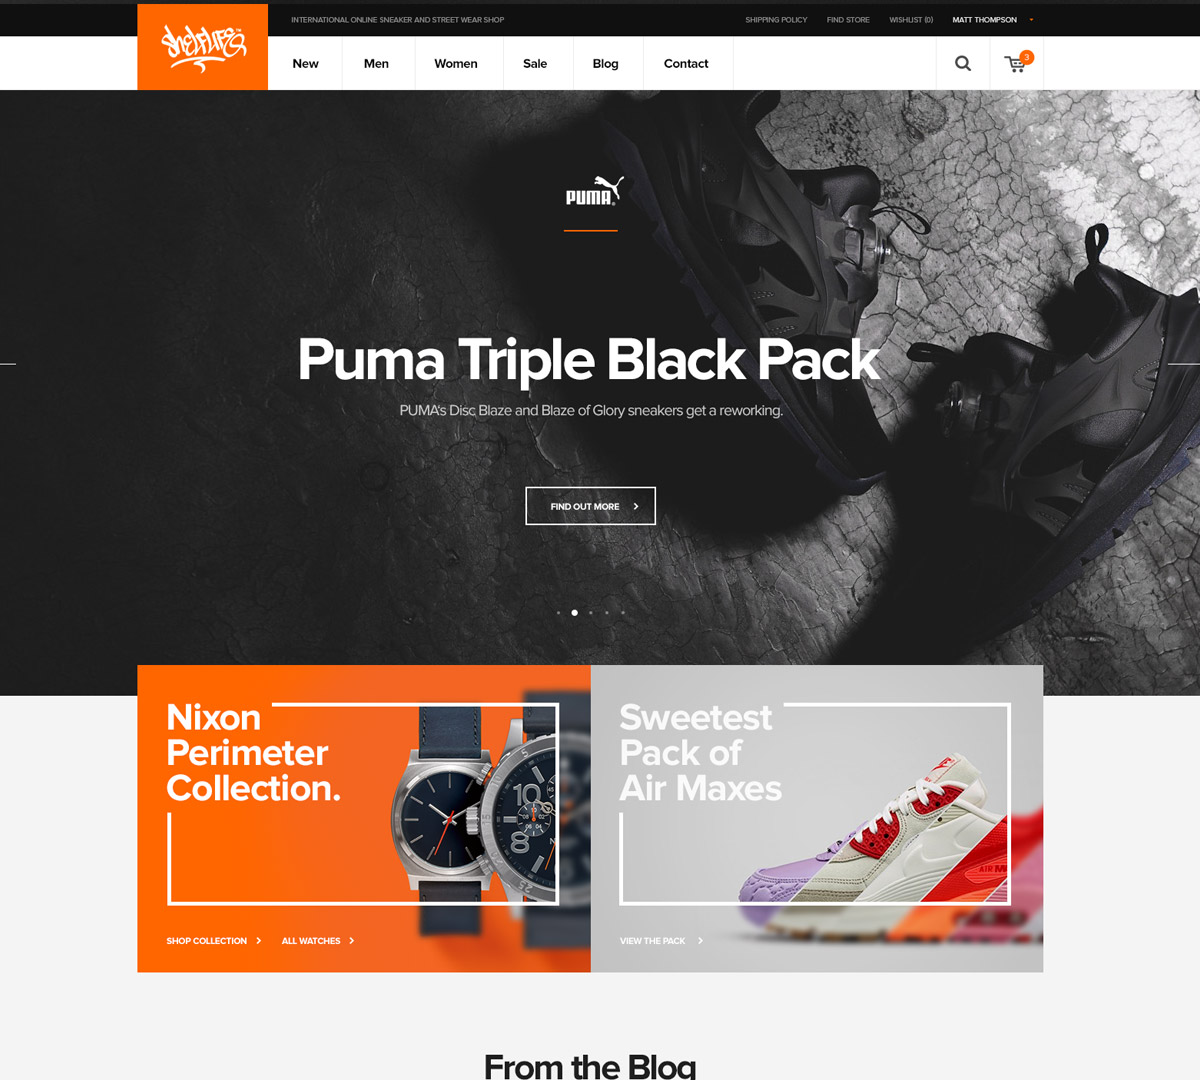 INTERNATIONAL ONLINE SNEAKER AND STREET WEAR SHOP
SHIPPING POLICY
FIND STORE
WISHLIST (0)
MATT THOMPSON
SHELFLIFE
New
Men
Women
Sale
Blog
Contact
3
PUMA
Puma Triple Black Pack
PUMA's Disc Blaze and Blaze of Glory sneakers get a reworking.
FIND OUT MORE
Nixon
Perimeter
Collection.
SHOP COLLECTION
ALL WATCHES
Sweetest
Pack of
Air Maxes
VIEW THE PACK
From the Blog